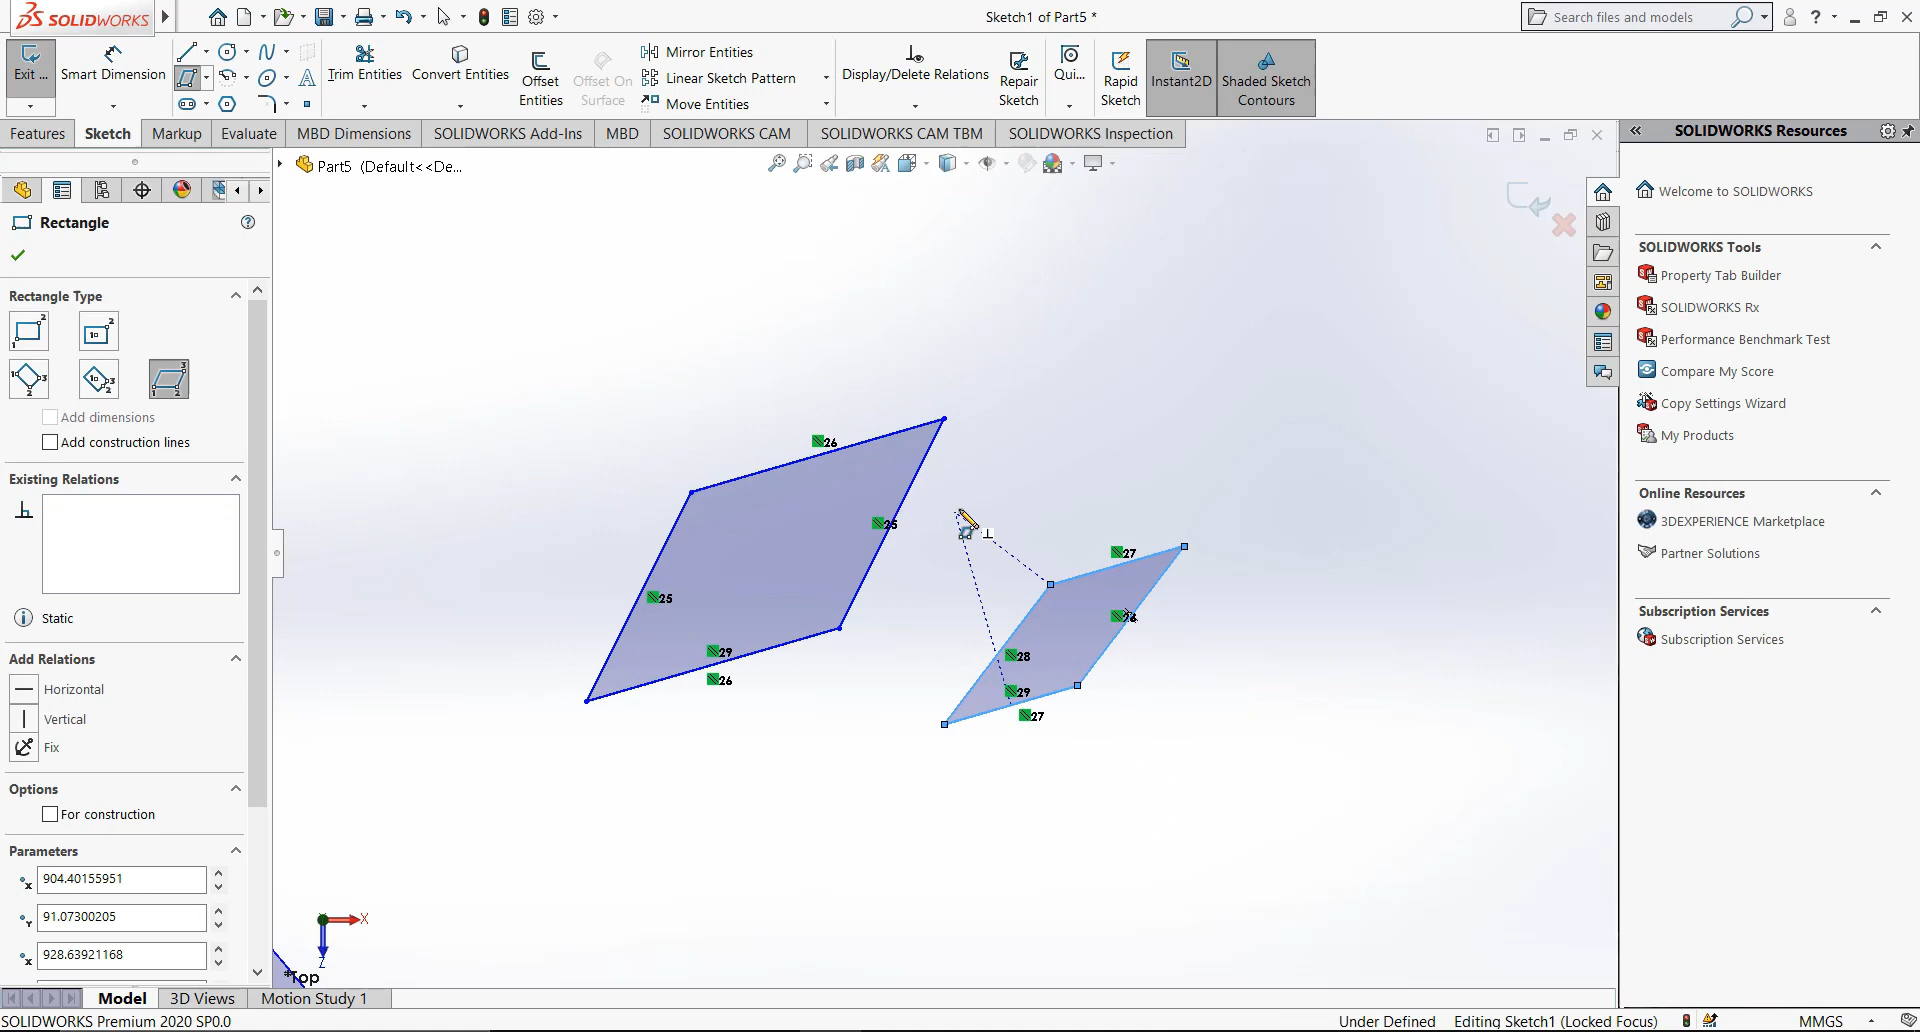 SOLIDWORKS
Sketch1 of Part5 *
Search files and models
Exit ...
Smart Dimension
Trim Entities
Convert Entities
Offset
Entities
Offset On
Surface
Mirror Entities
Linear Sketch Pattern
Move Entities
Display/Delete Relations
Repair
Sketch
Qui...
Rapid
Sketch
Instant2D
Shaded Sketch
Contours
Features
Sketch
Markup
Evaluate
MBD Dimensions
SOLIDWORKS Add-Ins
MBD
SOLIDWORKS CAM
SOLIDWORKS CAM TBM
SOLIDWORKS Inspection
SOLIDWORKS Resources
Part5 (Default<<De...
Rectangle
Rectangle Type
Add dimensions
Add construction lines
Existing Relations
Static
Add Relations
Horizontal
Vertical
Fix
Options
For construction
Parameters
904.40155951
91.07300205
928.63921168
26
25
25
29
26
27
28
29
27
X
Z
*Top
Welcome to SOLIDWORKS
SOLIDWORKS Tools
Property Tab Builder
SOLIDWORKS Rx
Performance Benchmark Test
Compare My Score
Copy Settings Wizard
My Products
Online Resources
3DEXPERIENCE Marketplace
Partner Solutions
Subscription Services
Subscription Services
Model
3D Views
Motion Study 1
SOLIDWORKS Premium 2020 SP0.0
Under Defined
Editing Sketch1 (Locked Focus)
MMGS